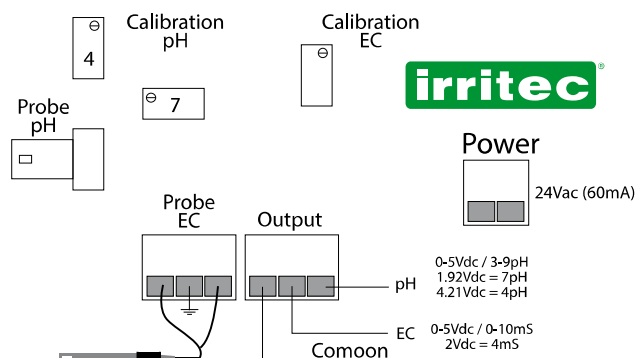 Calibration
pH
Calibration
EC
4
7
irritec®
Probe
pH
Power
24Vac (60mA)
Probe
EC
Output
pH
0-5Vdc / 3-9pH
1.92Vdc = 7pH
4.21Vdc = 4pH
EC
0-5Vdc / 0-10mS
2Vdc = 4mS
Comoon